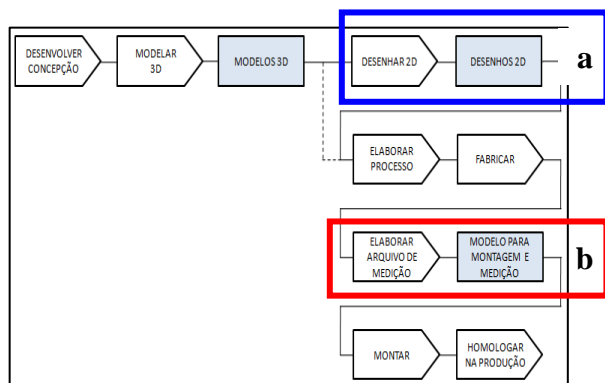 DESENVOLVER
CONCEPÇÃO
MODELAR
3D
MODELOS 3D
DESENHAR 2D
DESENHOS 2D
a
ELABORAR
PROCESSO
FABRICAR
ELABORAR
ARQUIVO DE
MEDIÇÃO
MODELO PARA
MONTAGEM E
MEDIÇÃO
b
MONTAR
HOMOLOGAR
NA PRODUÇÃO